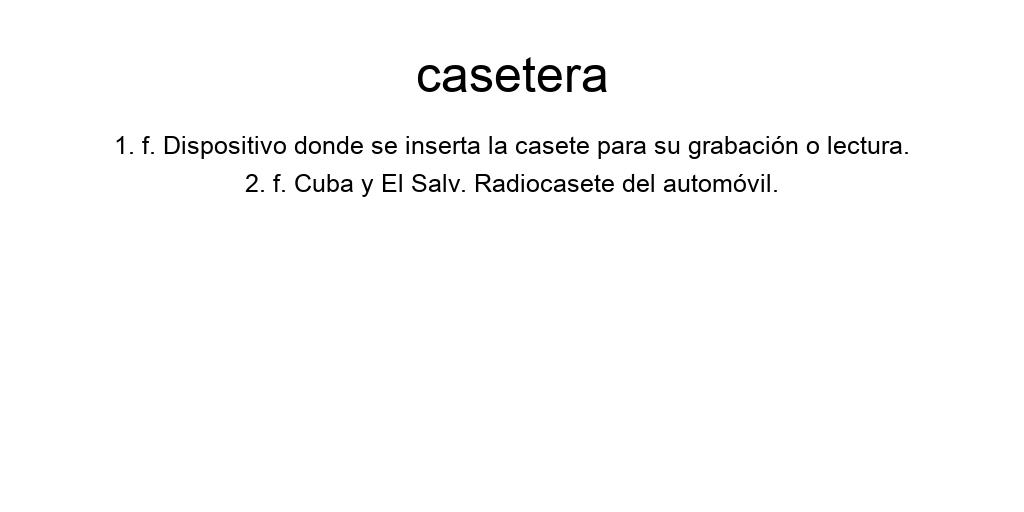 casetera
1. f. Dispositivo donde se inserta la casete para su grabación o lectura.
2. f. Cuba y El Salv. Radiocasete del automóvil.